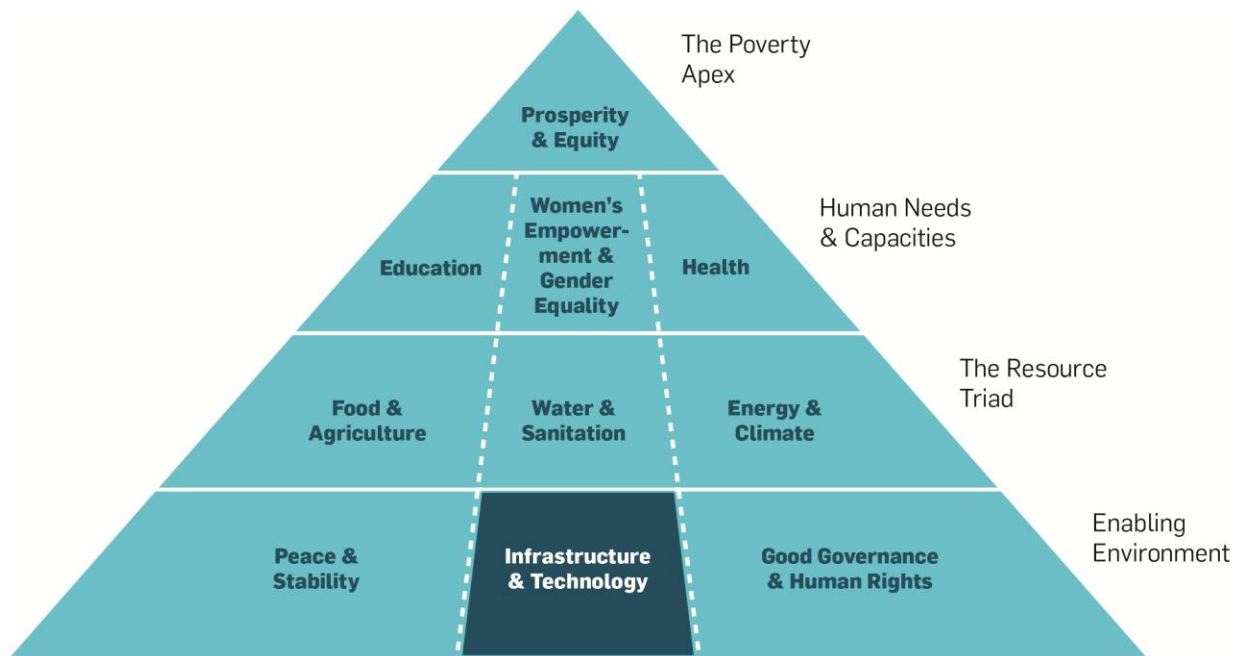 The Poverty
Apex
Prosperity
& Equity
Human Needs
& Capacities
Education
Women's
Empower-
ment &
Gender
Equality
Health
The Resource
Triad
Food &
Agriculture
Water &
Sanitation
Energy &
Climate
Enabling
Environment
Peace &
Stability
Infrastructure
& Technology
Good Governance
& Human Rights